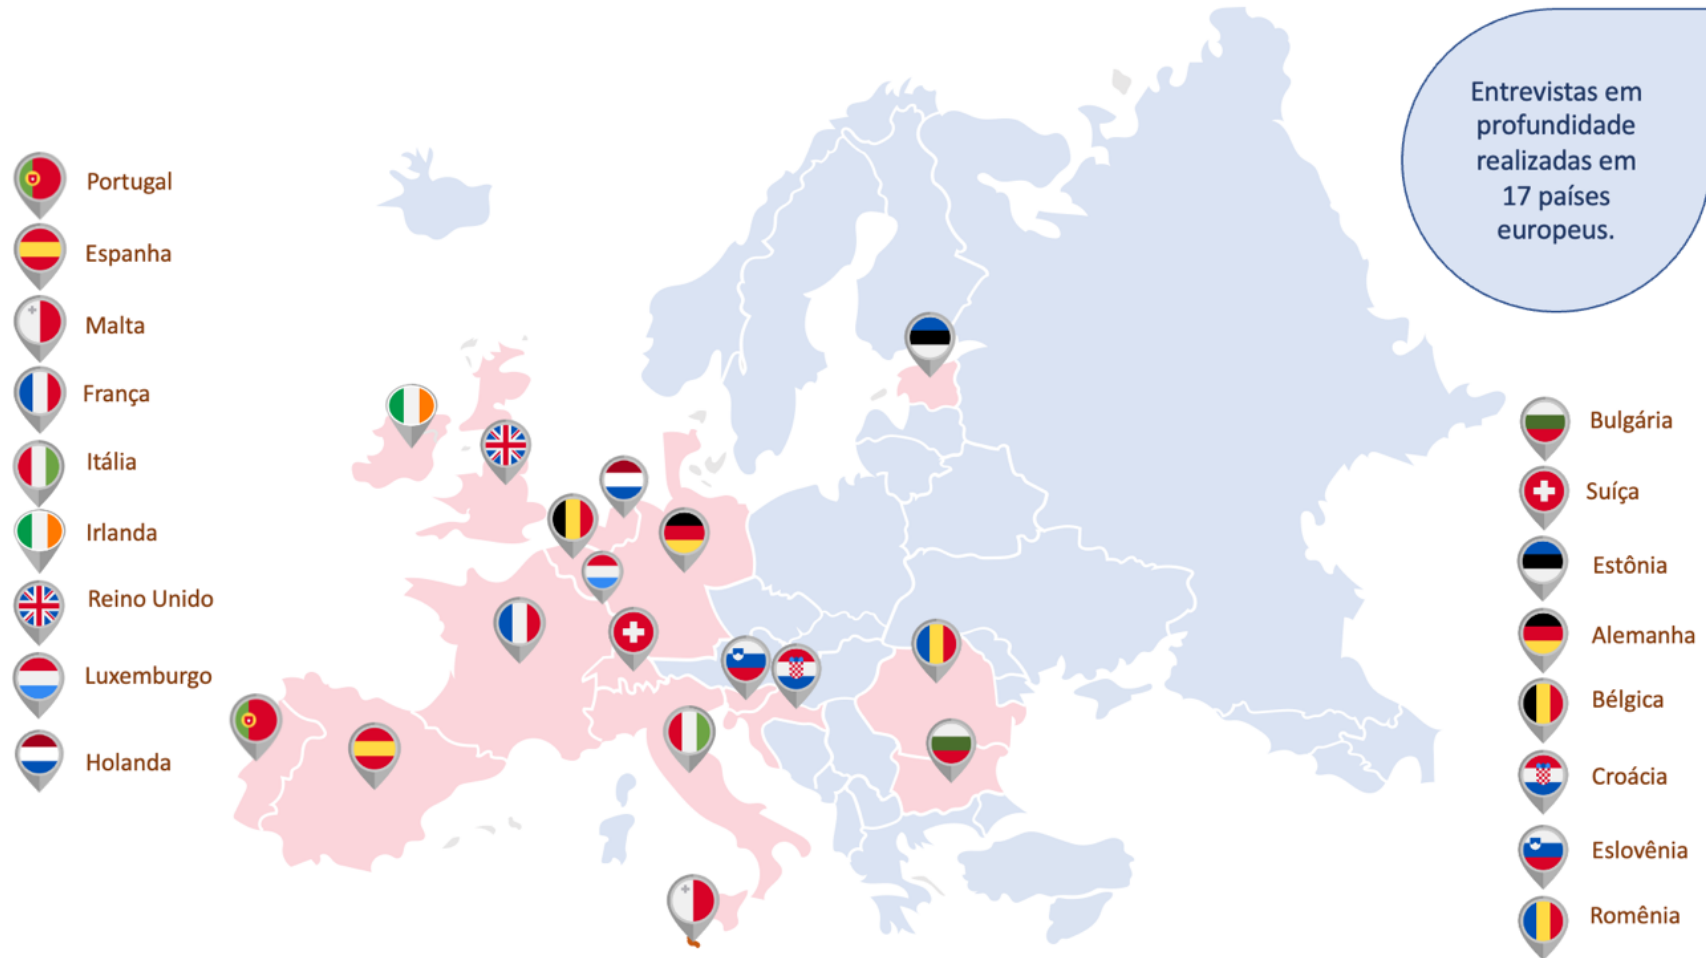 Entrevistas em
profundidade
realizadas em
17 países
europeus.
Portugal
Espanha
Malta
França
Itália
Irlanda
Reino Unido
Luxemburgo
Holanda
Bulgária
Suíça
Estônia
Alemanha
Bélgica
Croácia
Eslovênia
Romênia